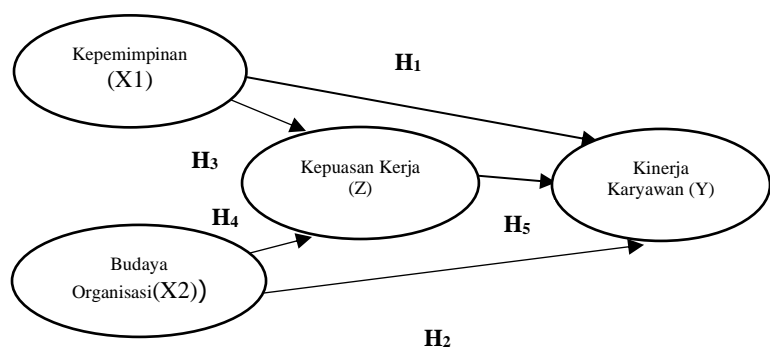 Kepemimpinan
(X1)
H1
H3
Kepuasan Kerja
(Z)
Kinerja
Karyawan (Y)
H4
H5
Budaya
Organisasi(X2))
H2